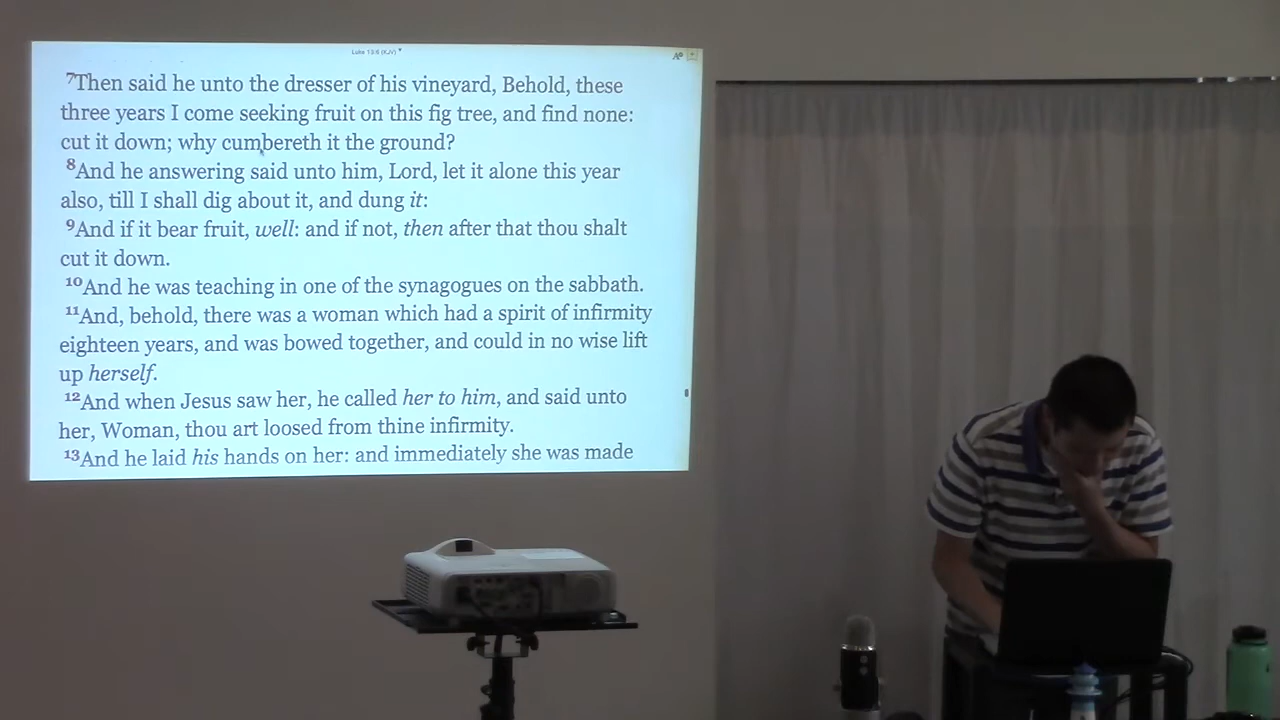 Luke 13:6 (KJV)
7Then said he unto the dresser of his vineyard, Behold, these
three years I come seeking fruit on this fig tree, and find none:
cut it down; why cumbereth it the ground?
8And he answering said unto him, Lord, let it alone this year
also, till I shall dig about it, and dung it:
9And if it bear fruit, well: and if not, then after that thou shalt
cut it down.
10And he was teaching in one of the synagogues on the sabbath.
11And, behold, there was a woman which had a spirit of infirmity
eighteen years, and was bowed together, and could in no wise lift
up herself.
12And when Jesus saw her, he called her to him, and said unto
her, Woman, thou art loosed from thine infirmity.
13And he laid his hands on her: and immediately she was made